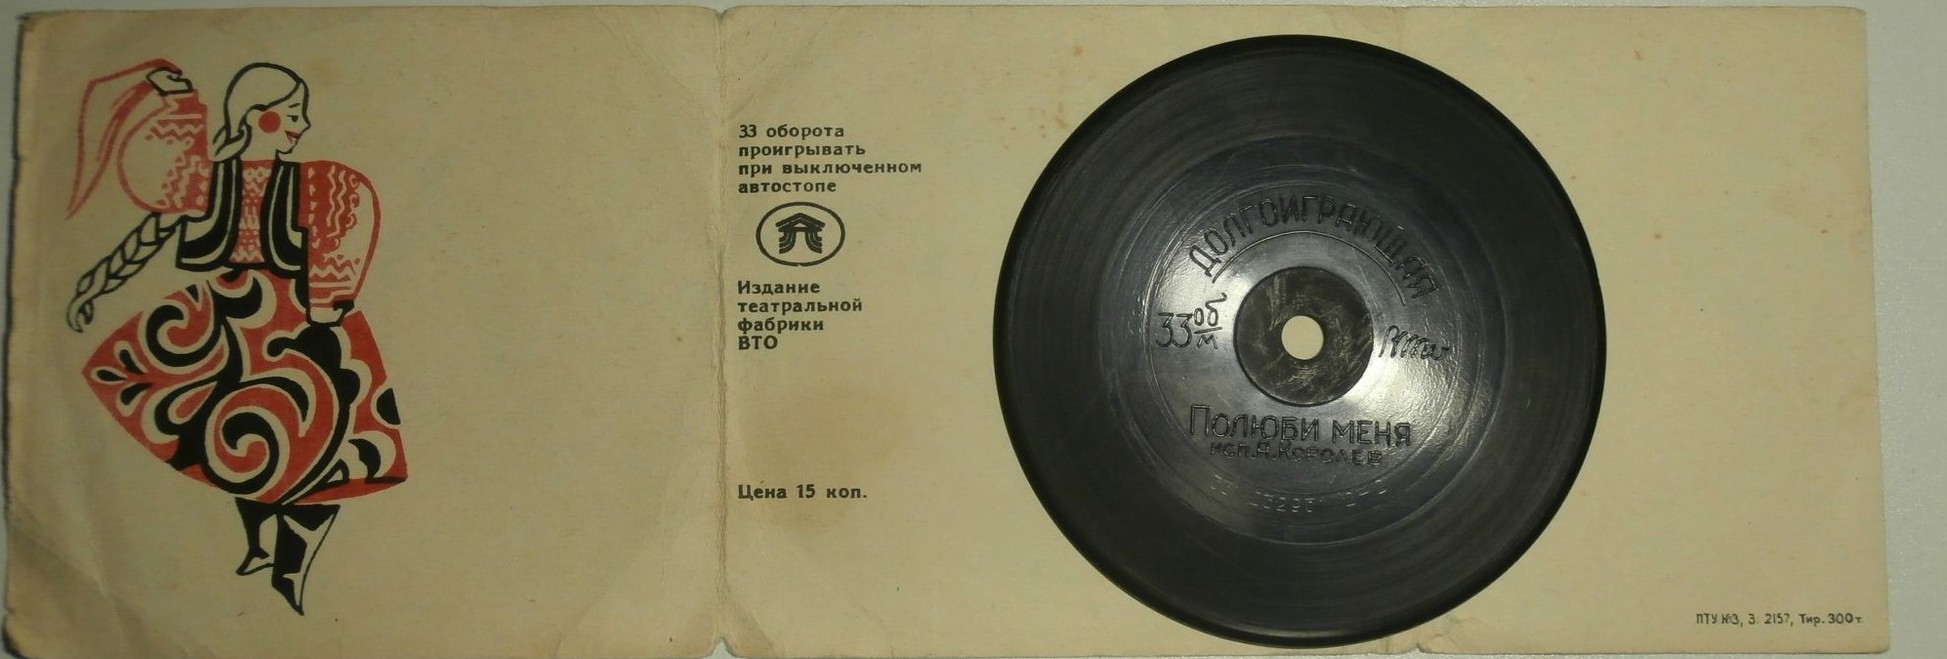 33 оборота
проигрывать
при выключенном
автостопе
Издание
театральной
фабрики
ВТО
Цена 15 коп.
ДОЛГОИГРАЮЩАЯ
33 об/м
ПОЛЮБИ МЕНЯ
исп. Я. КОРОЛЕВ
ПТУ №3, З. 2157, Тир. 300 т.